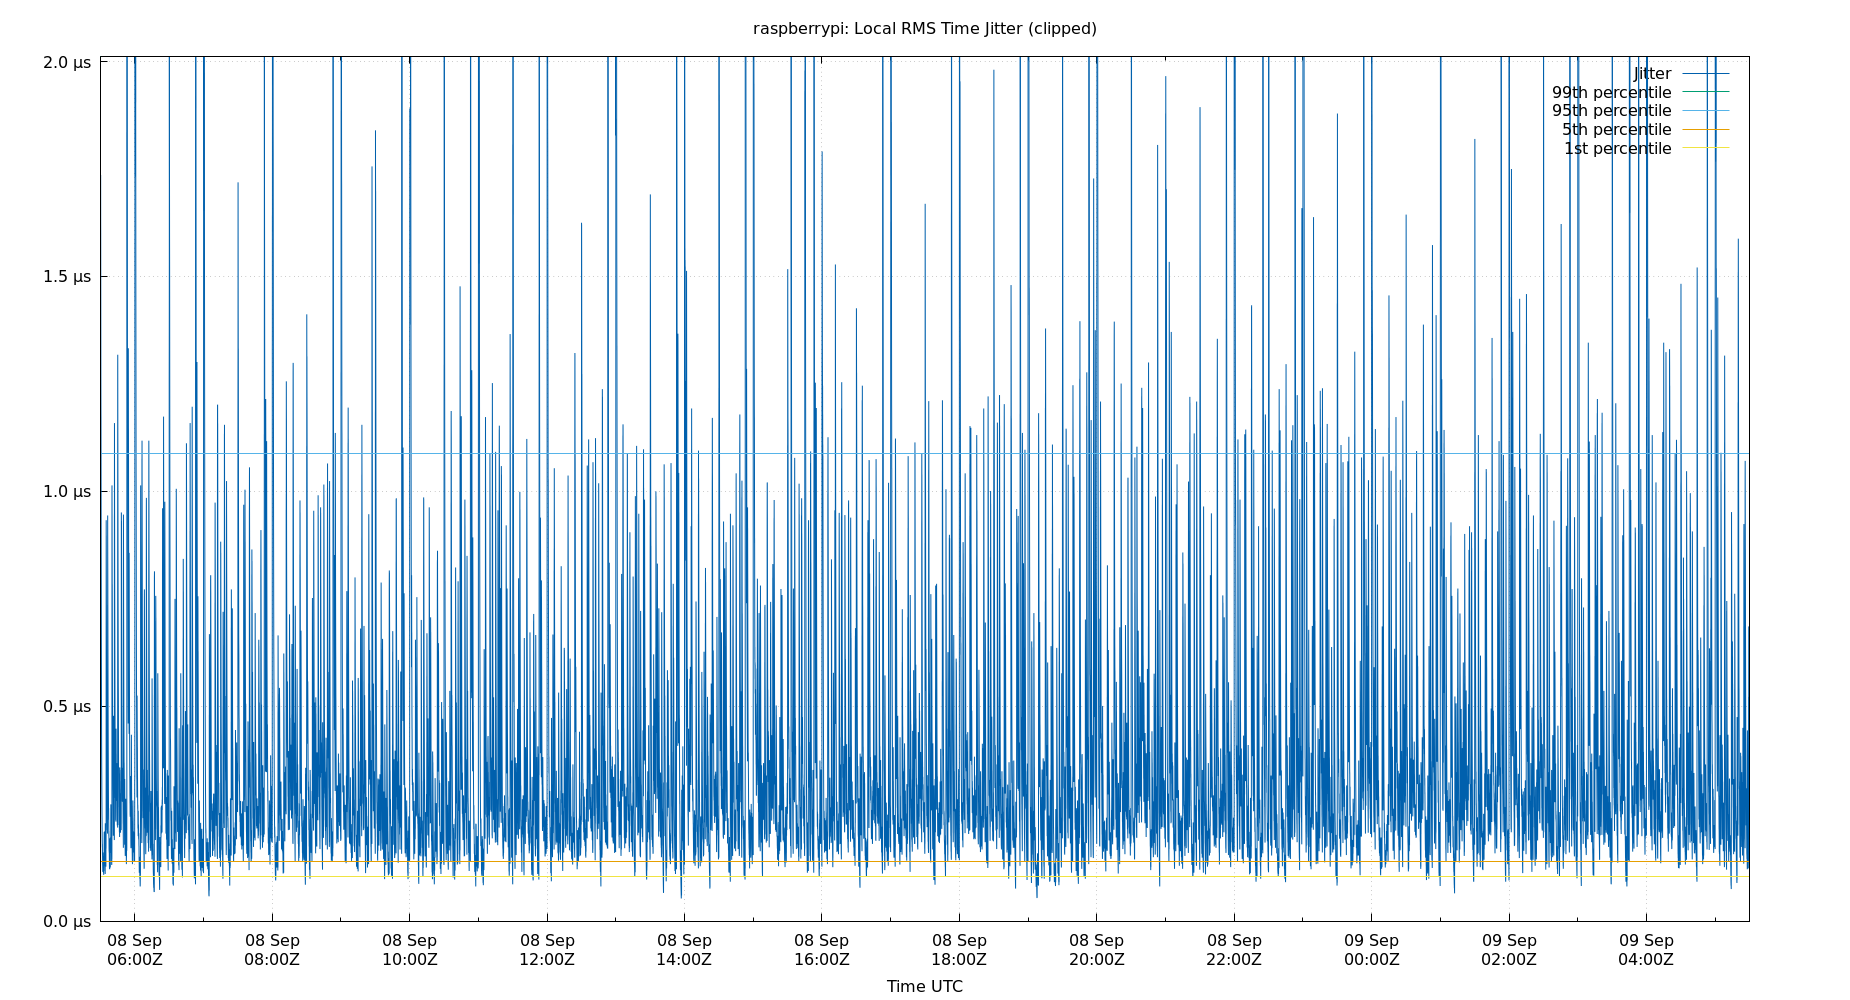 raspberrypi: Local RMS Time Jitter (clipped)
2.0 µs
1.5 µs
1.0 µs
0.5 µs
0.0 µs
Jitter
99th percentile
95th percentile
5th percentile
1st percentile
08 Sep 08 Sep 08 Sep 08 Sep 08 Sep 08 Sep 08 Sep 08 Sep 08 Sep 09 Sep 09 Sep 09 Sep
06:00Z 08:00Z 10:00Z 12:00Z 14:00Z 16:00Z 18:00Z 20:00Z 22:00Z 00:00Z 02:00Z 04:00Z
Time UTC